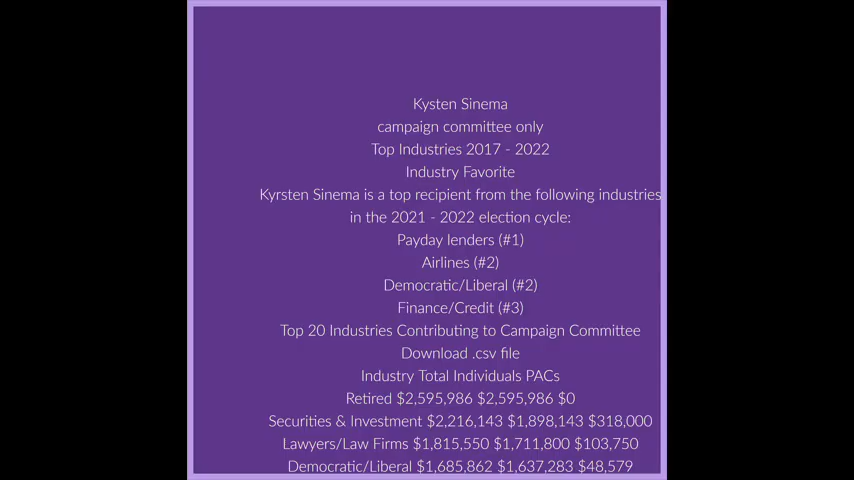 Kysten Sinema
campaign committee only
Top Industries 2017 - 2022
Industry Favorite
Kyrsten Sinema is a top recipient from the following industries
in the 2021 - 2022 election cycle:
Payday lenders (#1)
Airlines (#2)
Democratic/Liberal (#2)
Finance/Credit (#3)
Top 20 Industries Contributing to Campaign Committee
Download .csv file
Industry Total Individuals PACs
Retired $2,595,986 $2,595,986 $0
Securities & Investment $2,216,143 $1,898,143 $318,000
Lawyers/Law Firms $1,815,550 $1,711,800 $103,750
Democratic/Liberal $1,685,862 $1,637,283 $48,579